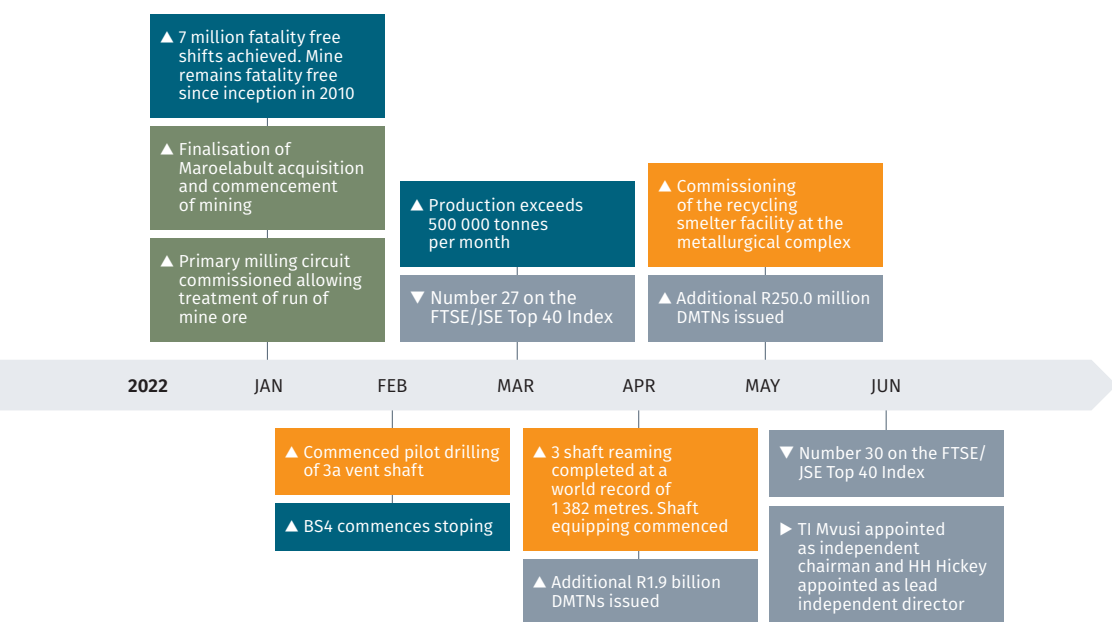 ▲ 7 million fatality free
shifts achieved. Mine
remains fatality free
since inception in 2010
▲ Finalisation of
Maroelabult acquisition
and commencement
of mining
▲ Primary milling circuit
commissioned allowing
treatment of run of
mine ore
▲ Production exceeds
500 000 tonnes
per month
▼ Number 27 on the
FTSE/JSE Top 40 Index
▲ Commissioning
of the recycling
smelter facility at the
metallurgical complex
▲ Additional R250.0 million
DMTNs issued
2022 JAN FEB MAR APR MAY JUN
▲ Commenced pilot drilling
of 3a vent shaft
▲ BS4 commences stoping
▲ 3 shaft reaming
completed at a
world record of
1 382 metres. Shaft
equipping commenced
▲ Additional R1.9 billion
DMTNs issued
▼ Number 30 on the FTSE/
JSE Top 40 Index
▶ TI Mvusi appointed
as independent
chairman and HH Hickey
appointed as lead
independent director